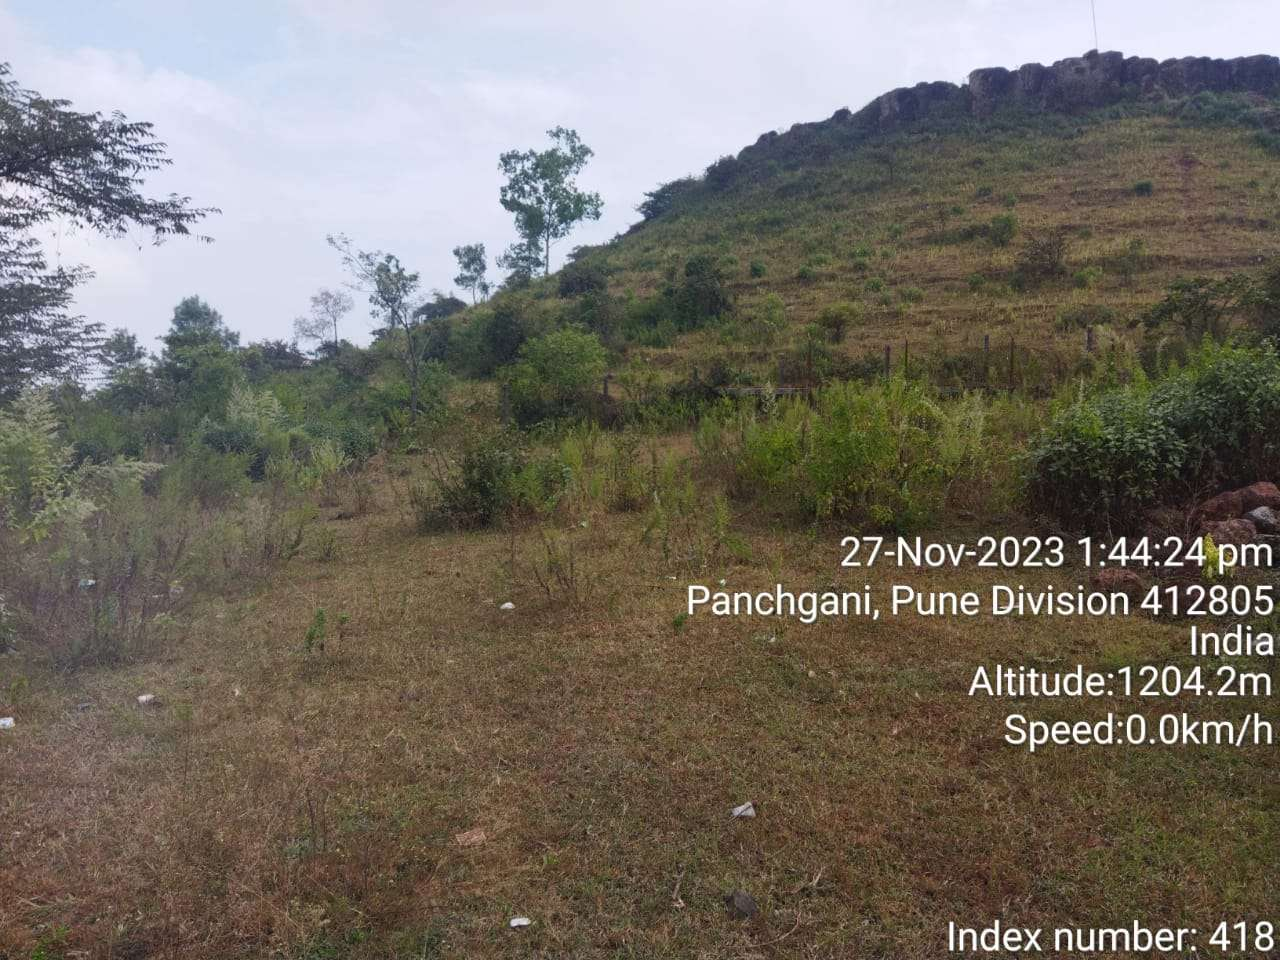 27-Nov-2023 1:44:24 pm
Panchgani, Pune Division 412805
India
Altitude:1204.2m
Speed:0.0km/h
Index number: 418